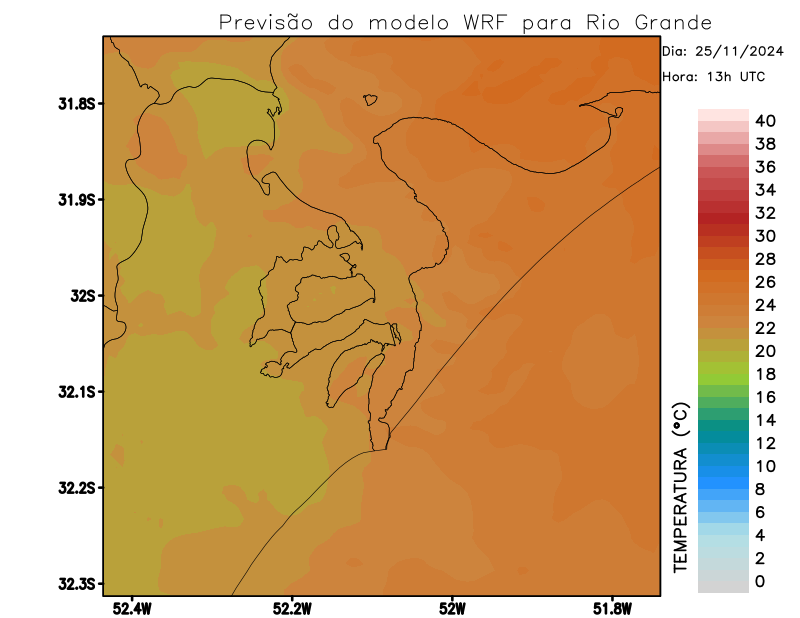 Previsão do modelo WRF para Rio Grande
Dia: 25/11/2024
Hora: 13h UTC
31.8S
31.9S
32S
32.1S
32.2S
32.3S
52.4W
52.2W
52W
51.8W
TEMPERATURA (°C)
40
38
36
34
32
30
28
26
24
22
20
18
16
14
12
10
8
6
4
2
0